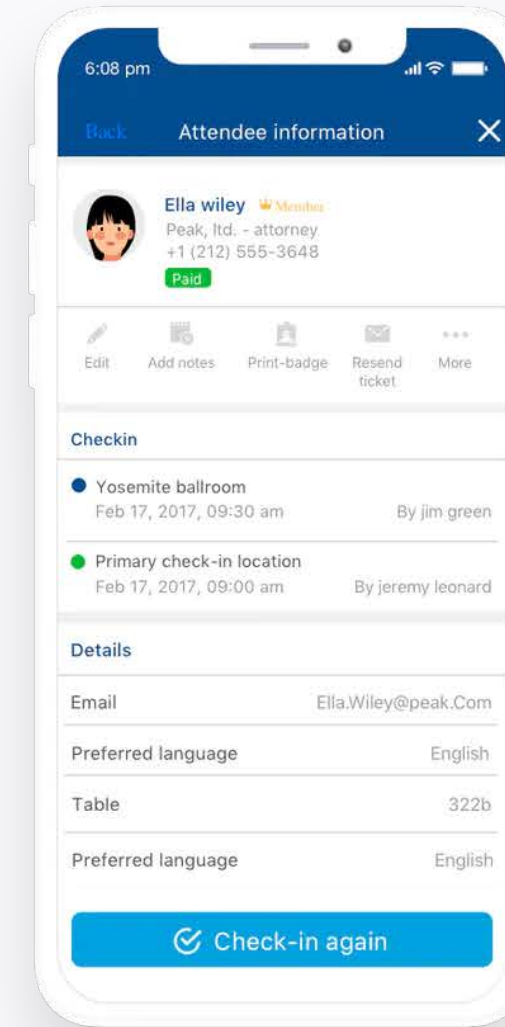 6:08 pm
Back Attendee information
Ella wiley Member
Peak, ltd. - attorney
+1 (212) 555-3648
Paid
Edit Add notes Print-badge Resend ticket More
Checkin
Yosemite ballroom
Feb 17, 2017, 09:30 am By jim green
Primary check-in location
Feb 17, 2017, 09:00 am By jeremy leonard
Details
Email Ella.Wiley@peak.Com
Preferred language English
Table 322b
Preferred language English
Check-in again